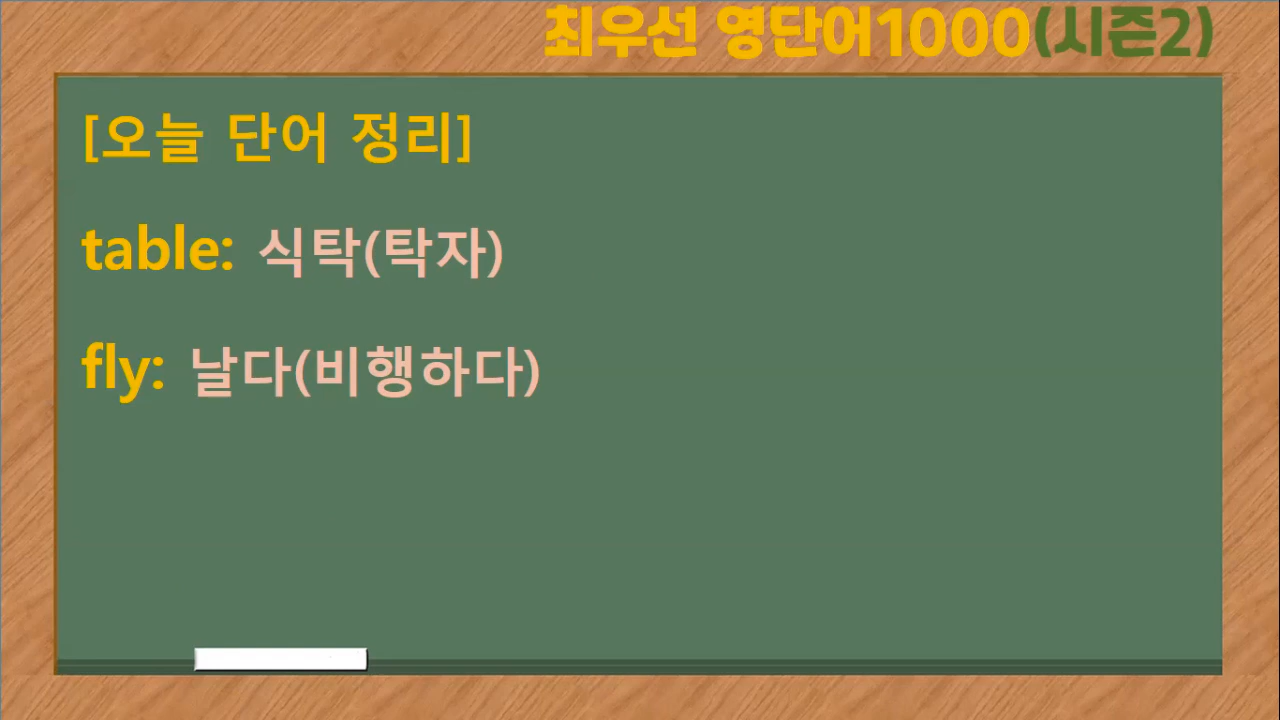 최우선 영단어1000(시즌2)
[오늘 단어 정리]
table: 식탁(탁자)
fly: 날다(비행하다)